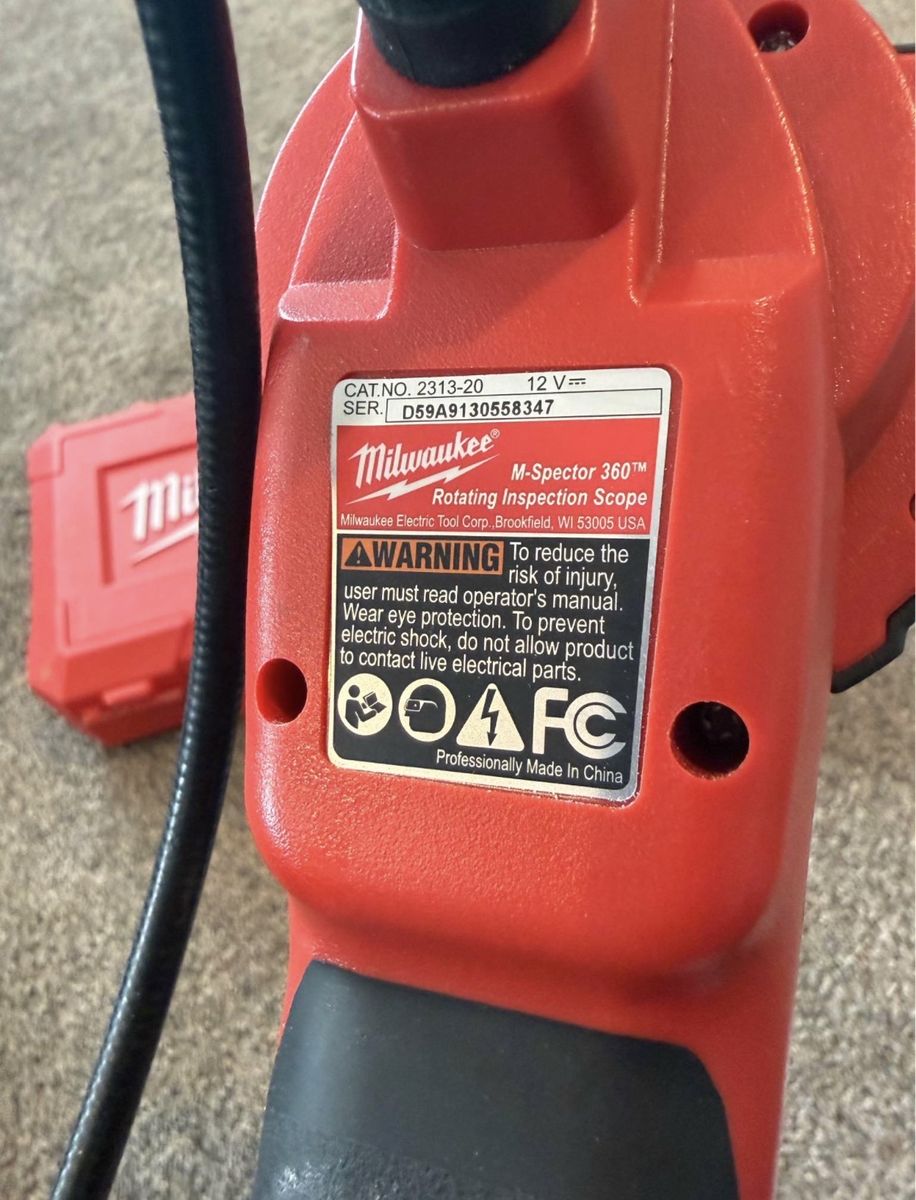 CAT.NO. 2313-20 12 V⎓
SER. D59A9130558347
Milwaukee®
M-Spector 360™
Rotating Inspection Scope
Milwaukee Electric Tool Corp.,Brookfield, WI 53005 USA
⚠WARNING To reduce the
risk of injury,
user must read operator's manual.
Wear eye protection. To prevent
electric shock, do not allow product
to contact live electrical parts.
FC
Professionally Made In China
Mi